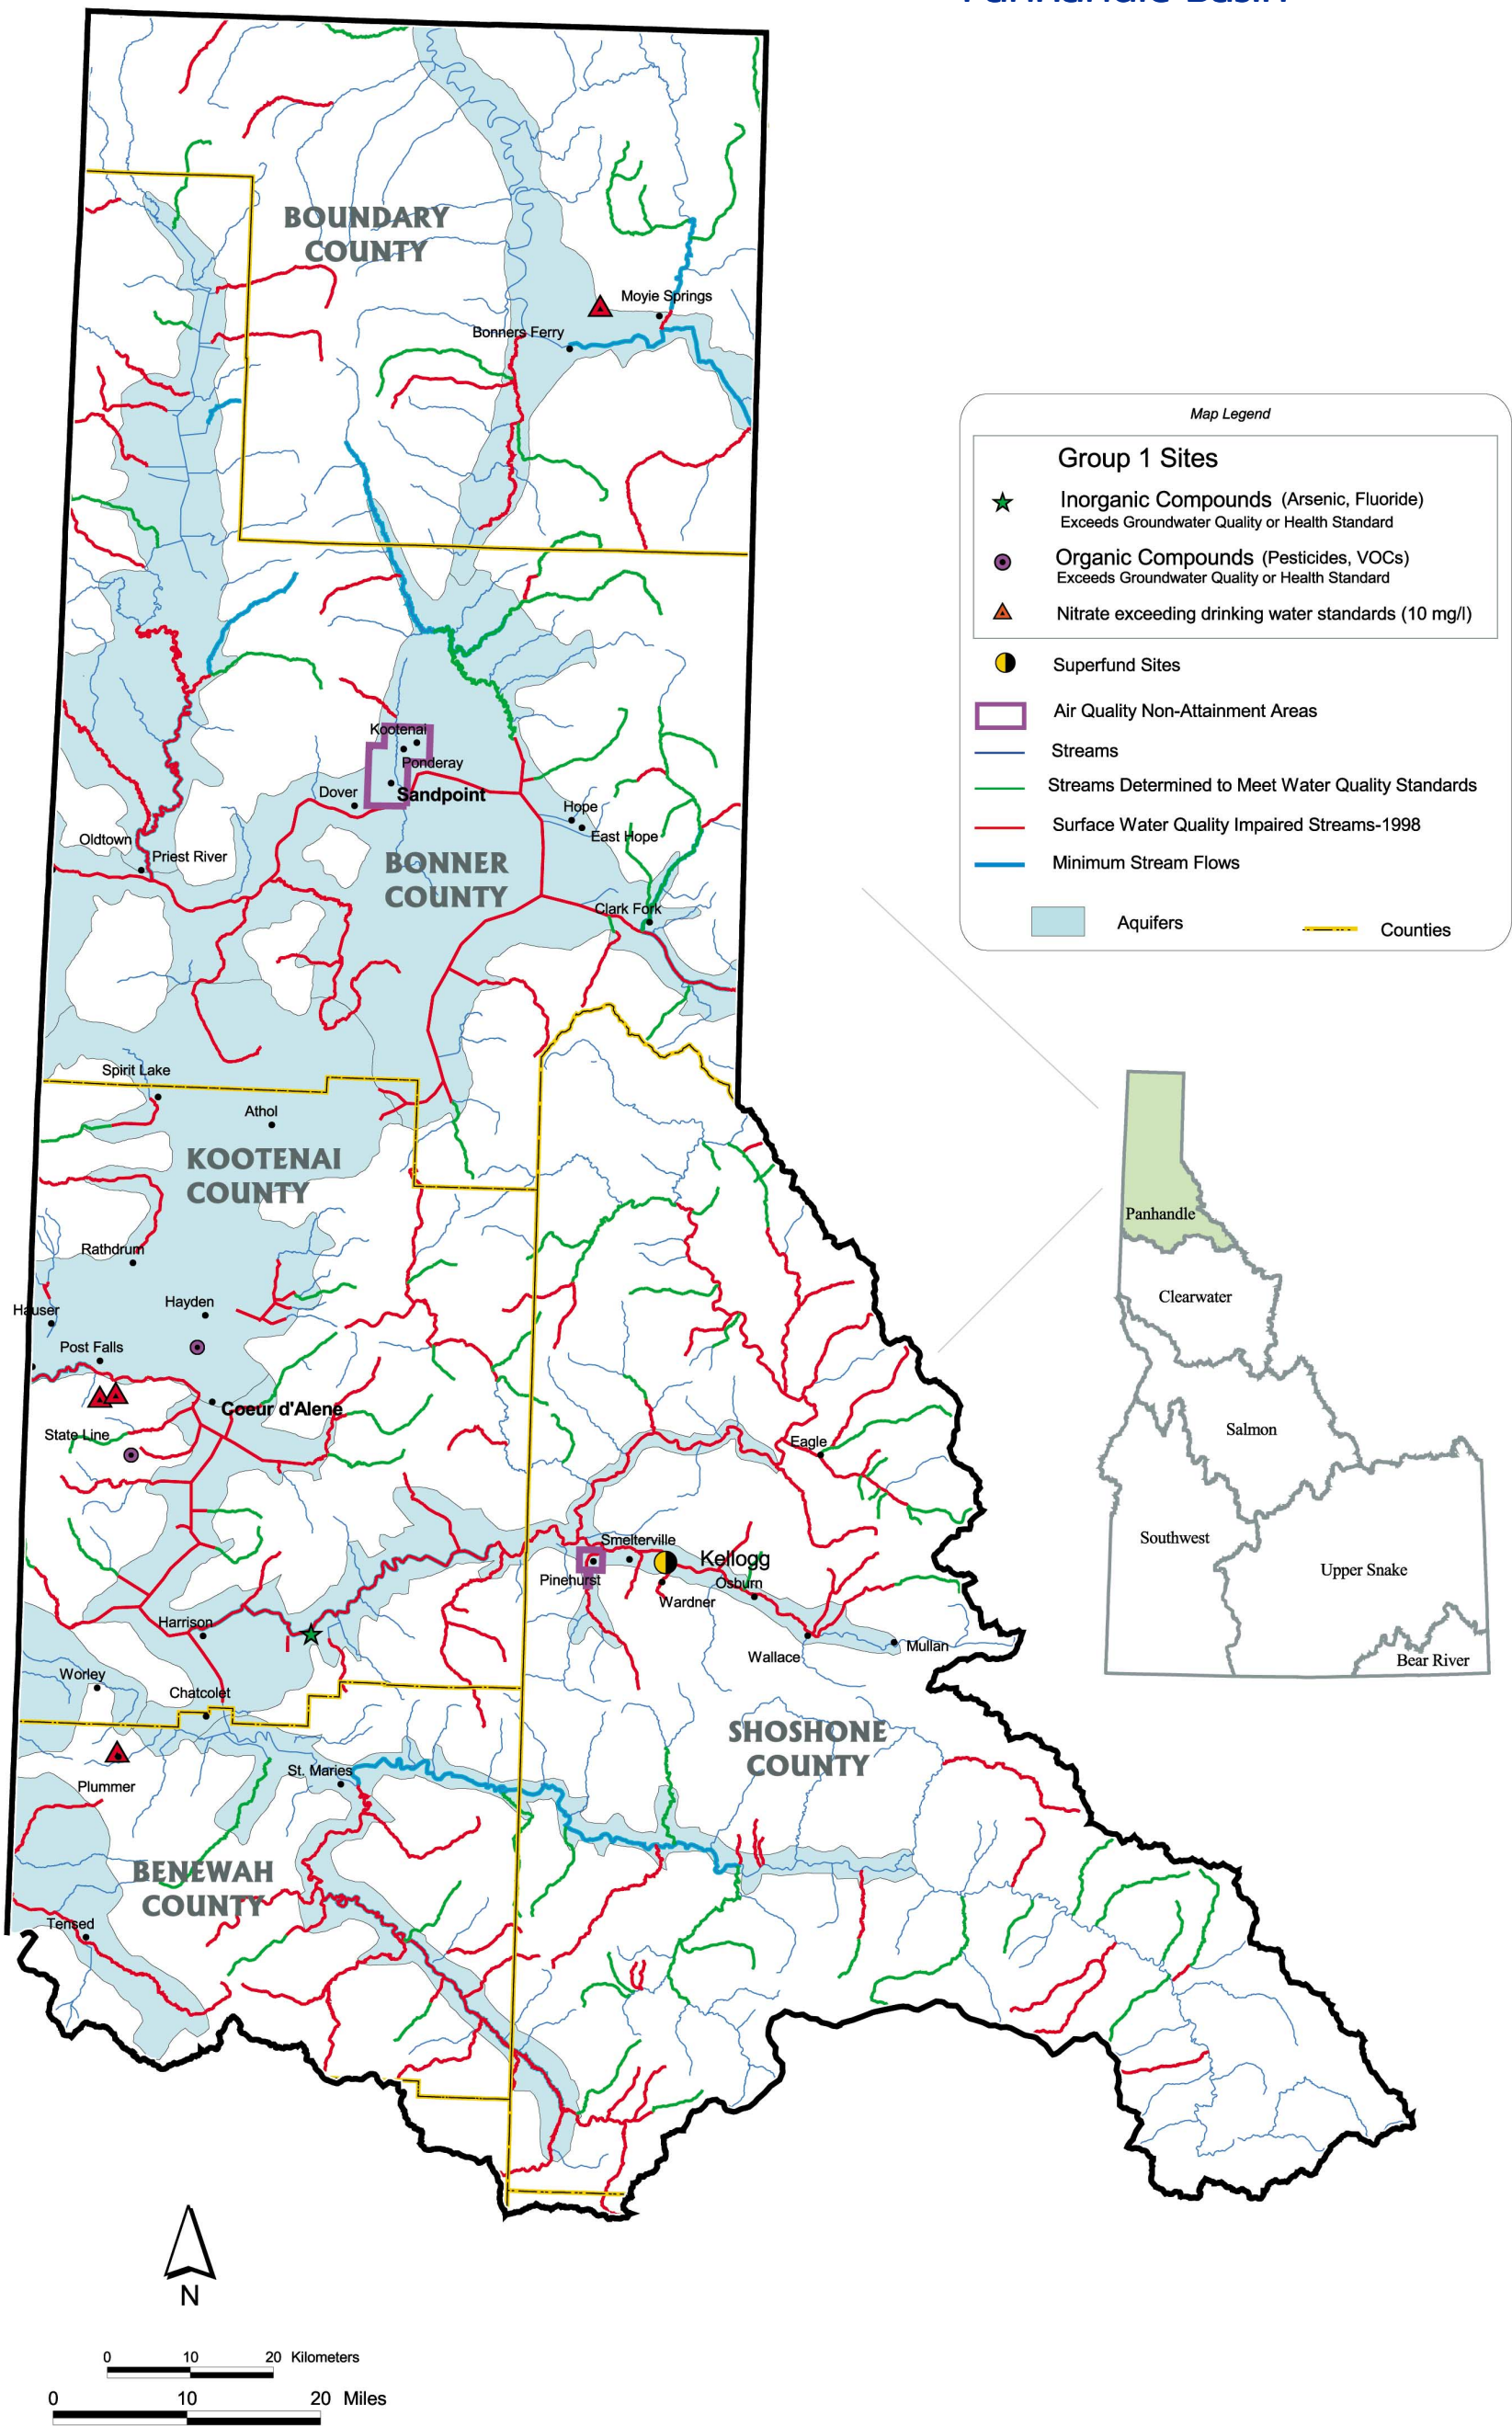 Panhandle Basin
BOUNDARY
COUNTY
Moyie Springs
Bonners Ferry
Map Legend
Group 1 Sites
Inorganic Compounds (Arsenic, Fluoride)
Exceeds Groundwater Quality or Health Standard
Organic Compounds (Pesticides, VOCs)
Exceeds Groundwater Quality or Health Standard
Nitrate exceeding drinking water standards (10 mg/l)
Superfund Sites
Air Quality Non-Attainment Areas
Streams
Streams Determined to Meet Water Quality Standards
Surface Water Quality Impaired Streams-1998
Minimum Stream Flows
Aquifers
Counties
Kootenai
Ponderay
Dover
Sandpoint
Hope
East Hope
Oldtown
Priest River
BONNER
COUNTY
Clark Fork
Spirit Lake
Athol
KOOTENAI
COUNTY
Rathdrum
Hauser
Hayden
Post Falls
Coeur d'Alene
State Line
Eagle
Smelterville
Kellogg
Pinehurst
Osburn
Wardner
Harrison
Wallace
Mullan
Worley
Chatcolet
SHOSHONE
COUNTY
St. Maries
Plummer
BENEWAH
COUNTY
Tensed
Panhandle
Clearwater
Salmon
Southwest
Upper Snake
Bear River
N
0 10 20 Kilometers
0 10 20 Miles